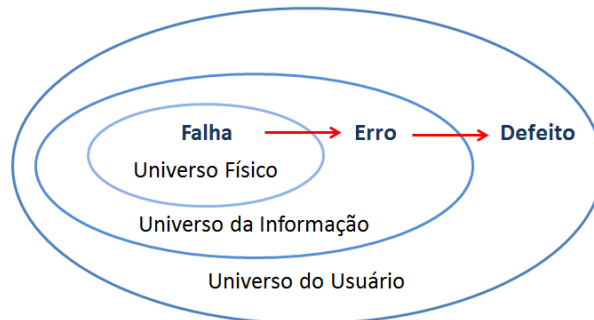 Falha Erro Defeito
Universo Físico
Universo da Informação
Universo do Usuário